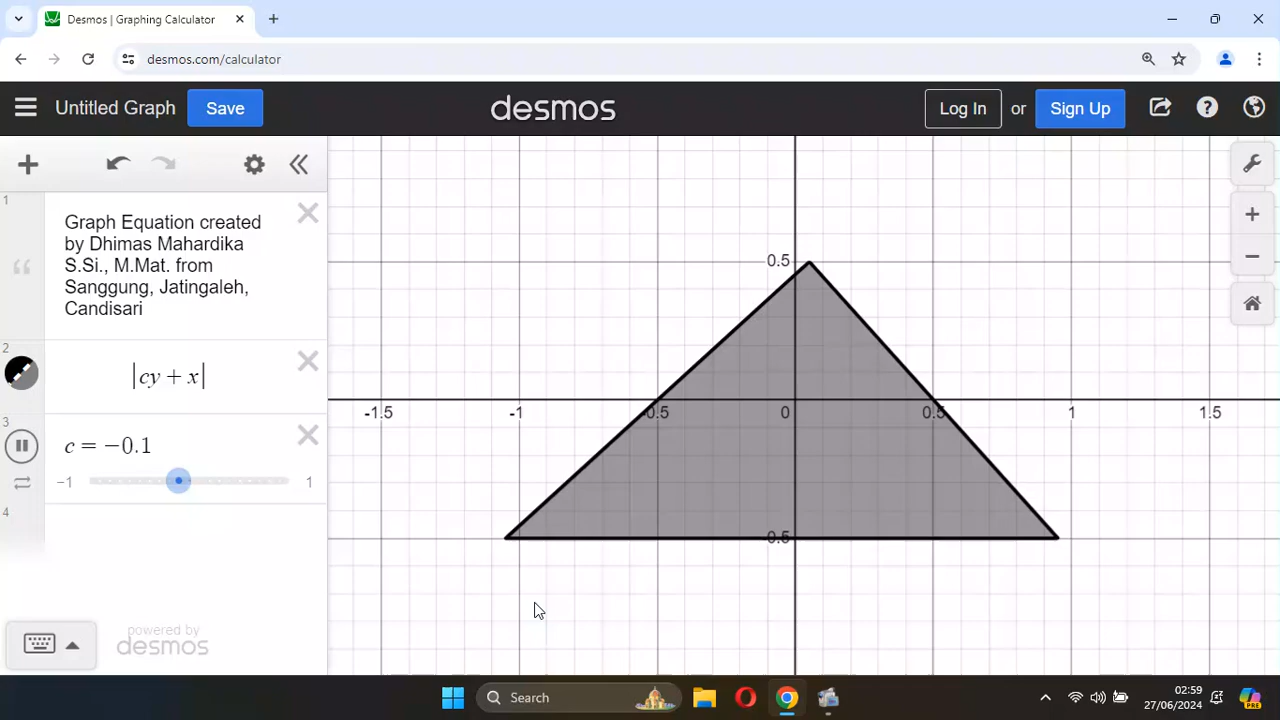 Desmos | Graphing Calculator
desmos.com/calculator
Untitled Graph
Save
desmos
Log In
or
Sign Up
1
Graph Equation created
by Dhimas Mahardika
S.Si., M.Mat. from
Sanggung, Jatingaleh,
Candisari
2
|cy + x|
3
c = −0.1
−1
1
4
powered by
desmos
0.5
-1.5
-1
-0.5
0
0.5
1
1.5
-0.5
Search
PRE
02:59
27/06/2024